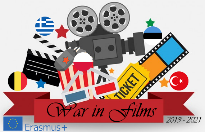 TICKET
War in Films
2019 - 2021
Erasmus+